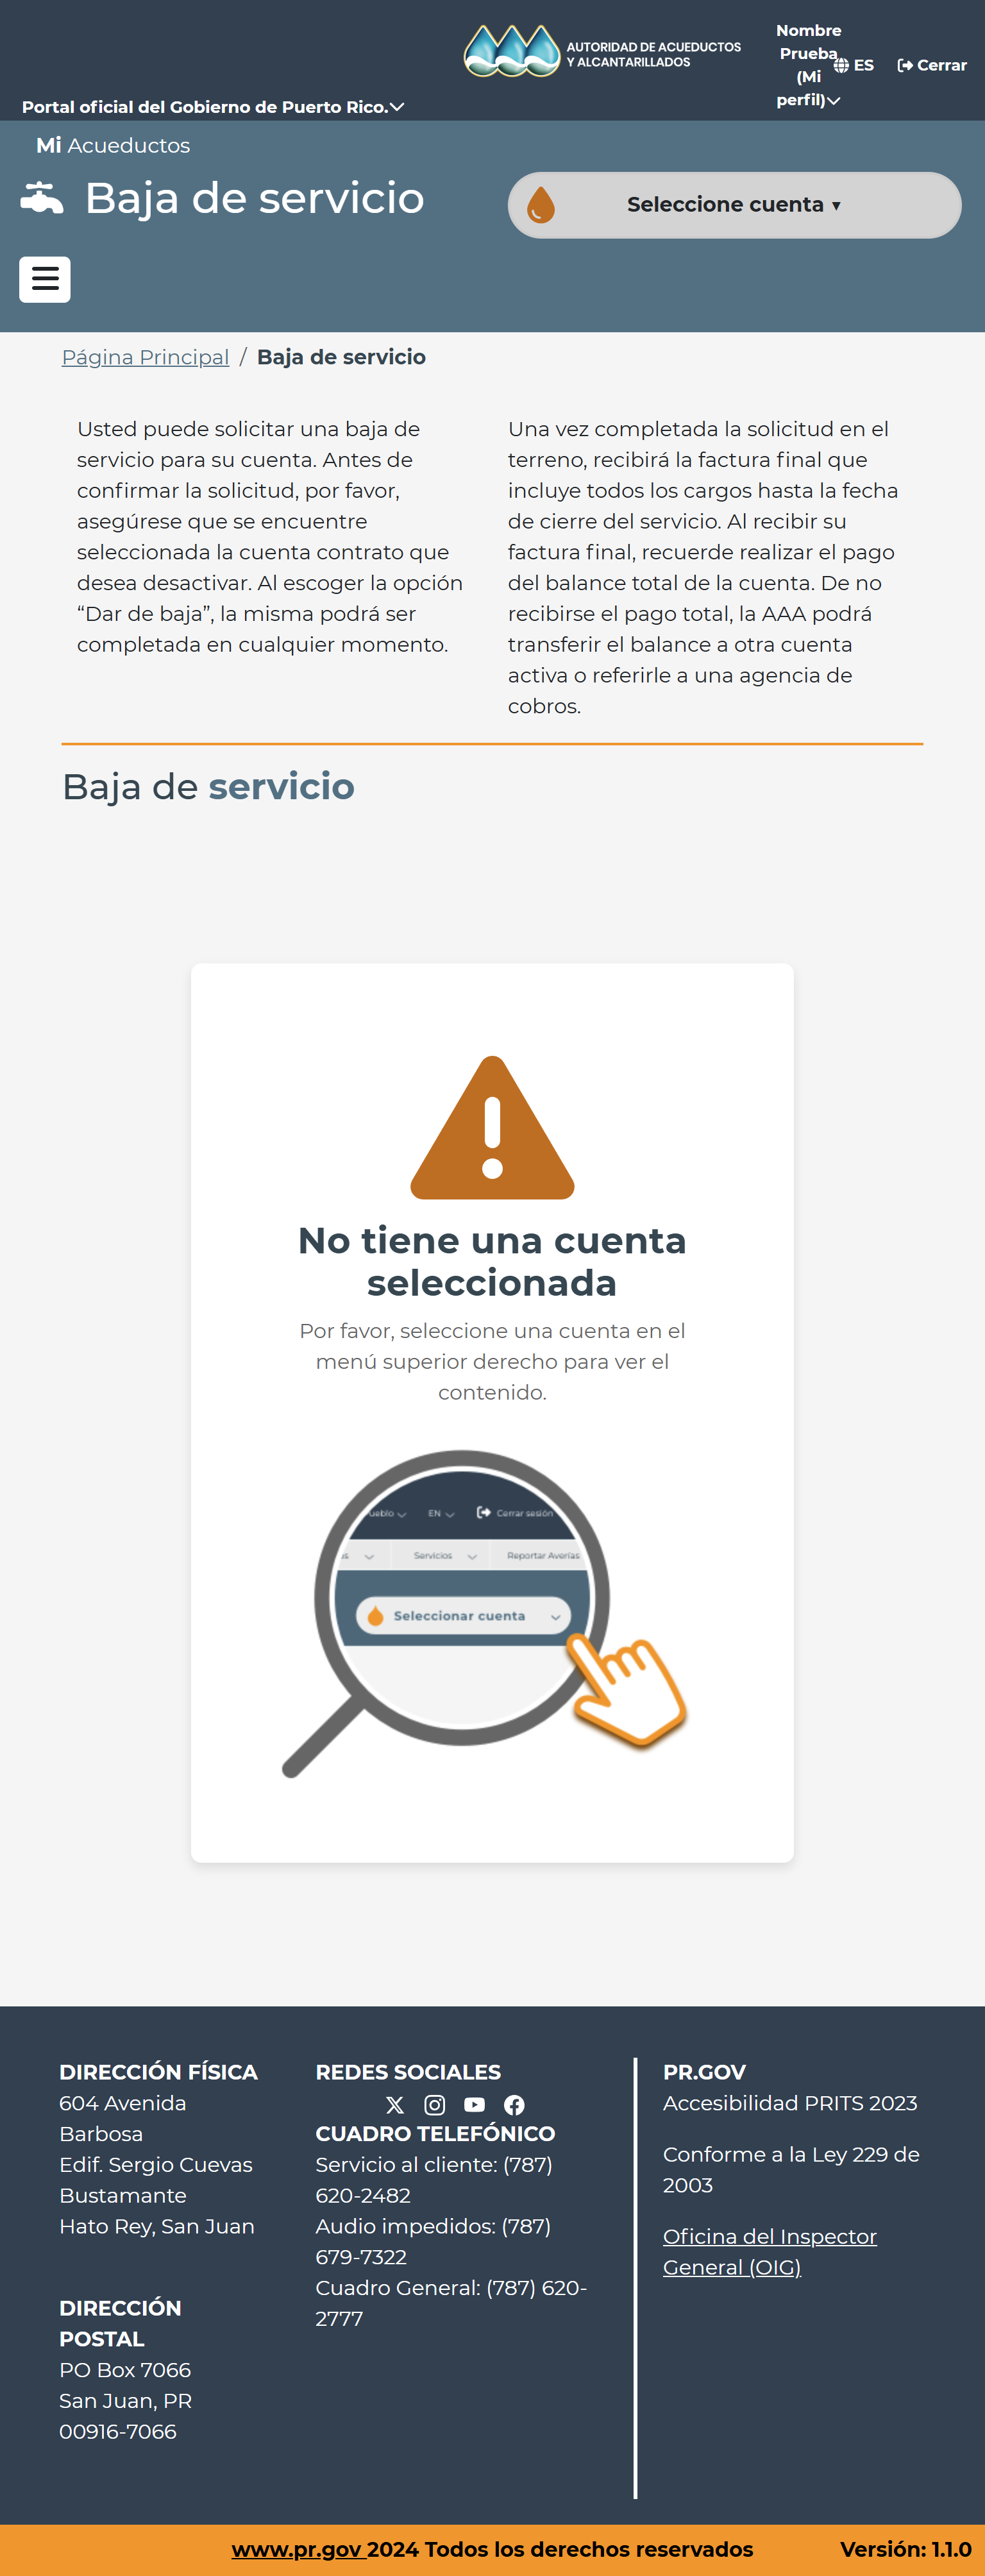 AUTORIDAD DE ACUEDUCTOS
Y ALCANTARILLADOS
Nombre
Prueba
(Mi
perfil)
ES
Cerrar
Portal oficial del Gobierno de Puerto Rico.
Mi Acueductos
Baja de servicio
Seleccione cuenta ▾
Página Principal / Baja de servicio
Usted puede solicitar una baja de
servicio para su cuenta. Antes de
confirmar la solicitud, por favor,
asegúrese que se encuentre
seleccionada la cuenta contrato que
desea desactivar. Al escoger la opción
“Dar de baja”, la misma podrá ser
completada en cualquier momento.
Una vez completada la solicitud en el
terreno, recibirá la factura final que
incluye todos los cargos hasta la fecha
de cierre del servicio. Al recibir su
factura final, recuerde realizar el pago
del balance total de la cuenta. De no
recibirse el pago total, la AAA podrá
transferir el balance a otra cuenta
activa o referirle a una agencia de
cobros.
Baja de servicio
No tiene una cuenta
seleccionada
Por favor, seleccione una cuenta en el
menú superior derecho para ver el
contenido.
ueblo EN Cerrar sesión
os Servicios Reportar Averías
Seleccionar cuenta
DIRECCIÓN FÍSICA
604 Avenida
Barbosa
Edif. Sergio Cuevas
Bustamante
Hato Rey, San Juan
DIRECCIÓN
POSTAL
PO Box 7066
San Juan, PR
00916-7066
REDES SOCIALES
CUADRO TELEFÓNICO
Servicio al cliente: (787)
620-2482
Audio impedidos: (787)
679-7322
Cuadro General: (787) 620-
2777
PR.GOV
Accesibilidad PRITS 2023
Conforme a la Ley 229 de
2003
Oficina del Inspector
General (OIG)
www.pr.gov 2024 Todos los derechos reservados
Versión: 1.1.0